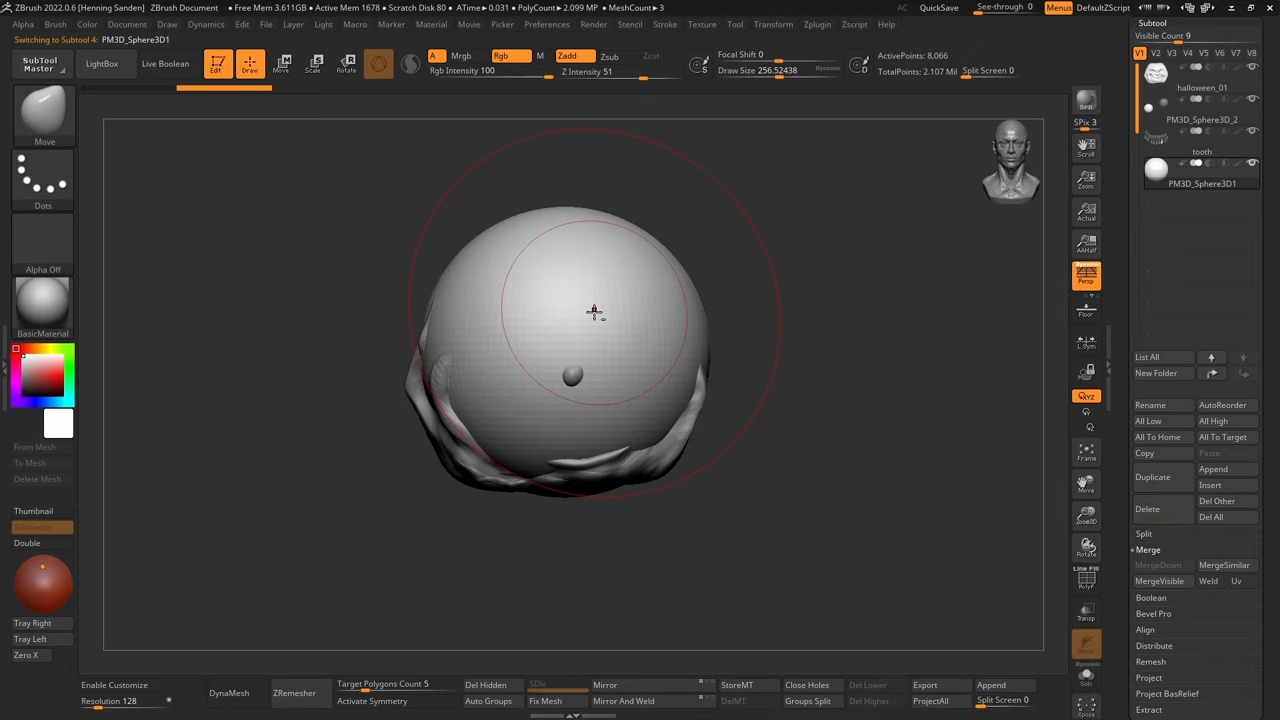 ZBrush 2022.0.6 [Henning Sanden] ZBrush Document • Free Mem 3.611GB • Active Mem 1678 • Scratch Disk 80 • ATime▸0.031 • PolyCount▸2.099 MP • MeshCount▸3
AC QuickSave See-through 0 Menus DefaultZScript
Alpha Brush Color Document Draw Dynamics Edit File Layer Light Macro Marker Material Movie Picker Preferences Render Stencil Stroke Texture Tool Transform Zplugin Zscript Help
Switching to Subtool 4: PM3D_Sphere3D1
SubTool Master
LightBox
Live Boolean
Edit
Draw
Move
Scale
Rotate
A Mrgb Rgb M Zadd Zsub Zcut
Rgb Intensity 100 Z Intensity 51
Focal Shift 0
Draw Size 256.52438 Dynamic
S
D
ActivePoints: 8,066
TotalPoints: 2.107 Mil Split Screen 0
Move
Dots
Alpha Off
BasicMaterial
From Mesh
To Mesh
Delete Mesh
Thumbnail
Silhouette
Double
Tray Right
Tray Left
Zero X
BPR
SPix 3
Scroll
Zoom
Actual
AAHalf
Dynamic
Persp
Floor
L.Sym
XYZ
Frame
Move
Zoom3D
Rotate
Line Fill
PolyF
Transp
Ghost
Dynamic
Solo
Xpose
Subtool
Visible Count 9
V1 V2 V3 V4 V5 V6 V7 V8
halloween_01
PM3D_Sphere3D_2
tooth
PM3D_Sphere3D1
List All
New Folder
Rename AutoReorder
All Low All High
All To Home All To Target
Copy Paste
Duplicate Append
Insert
Delete Del Other
Del All
Split
Merge
MergeDown MergeSimilar
MergeVisible Weld Uv
Boolean
Bevel Pro
Align
Distribute
Remesh
Project
Project BasRelief
Extract
Enable Customize
Resolution 128
DynaMesh
ZRemesher
Target Polygons Count 5
Activate Symmetry
Del Hidden SDiv Mirror StoreMT Close Holes Del Lower Export Append
Auto Groups Fix Mesh Mirror And Weld DelMT Groups Split Del Higher ProjectAll Split Screen 0